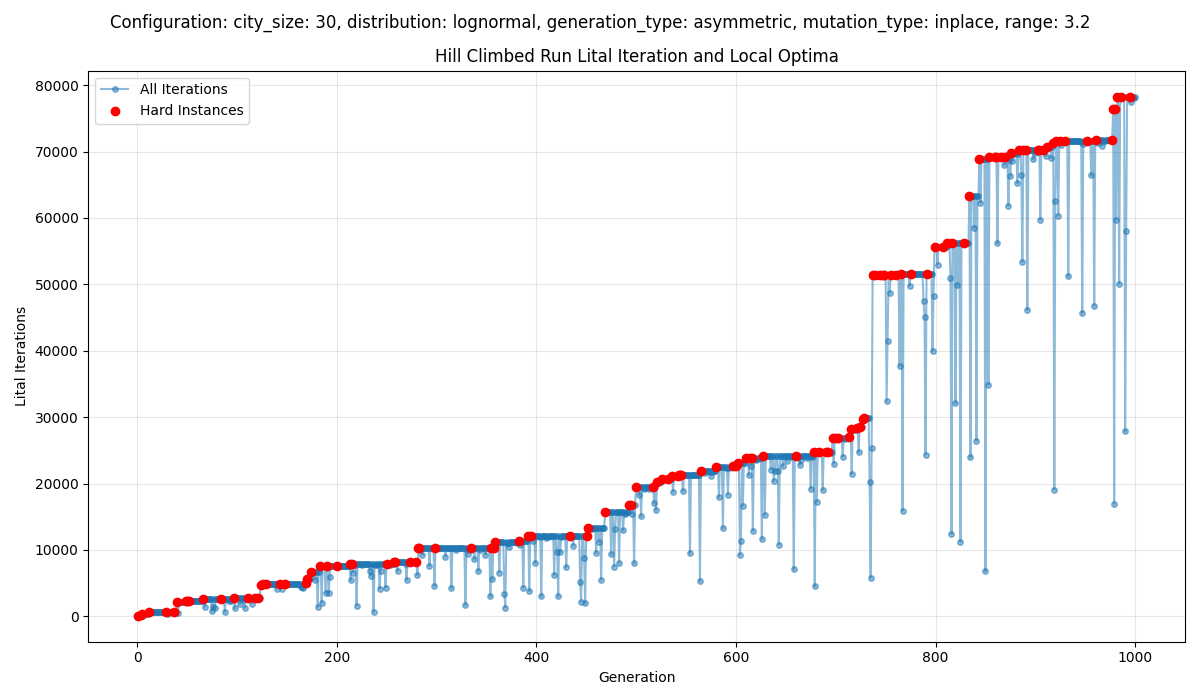 Configuration: city_size: 30, distribution: lognormal, generation_type: asymmetric, mutation_type: inplace, range: 3.2
Hill Climbed Run Lital Iteration and Local Optima
All Iterations
Hard Instances
Lital Iterations
80000
70000
60000
50000
40000
30000
20000
10000
0
0
200
400
600
800
1000
Generation